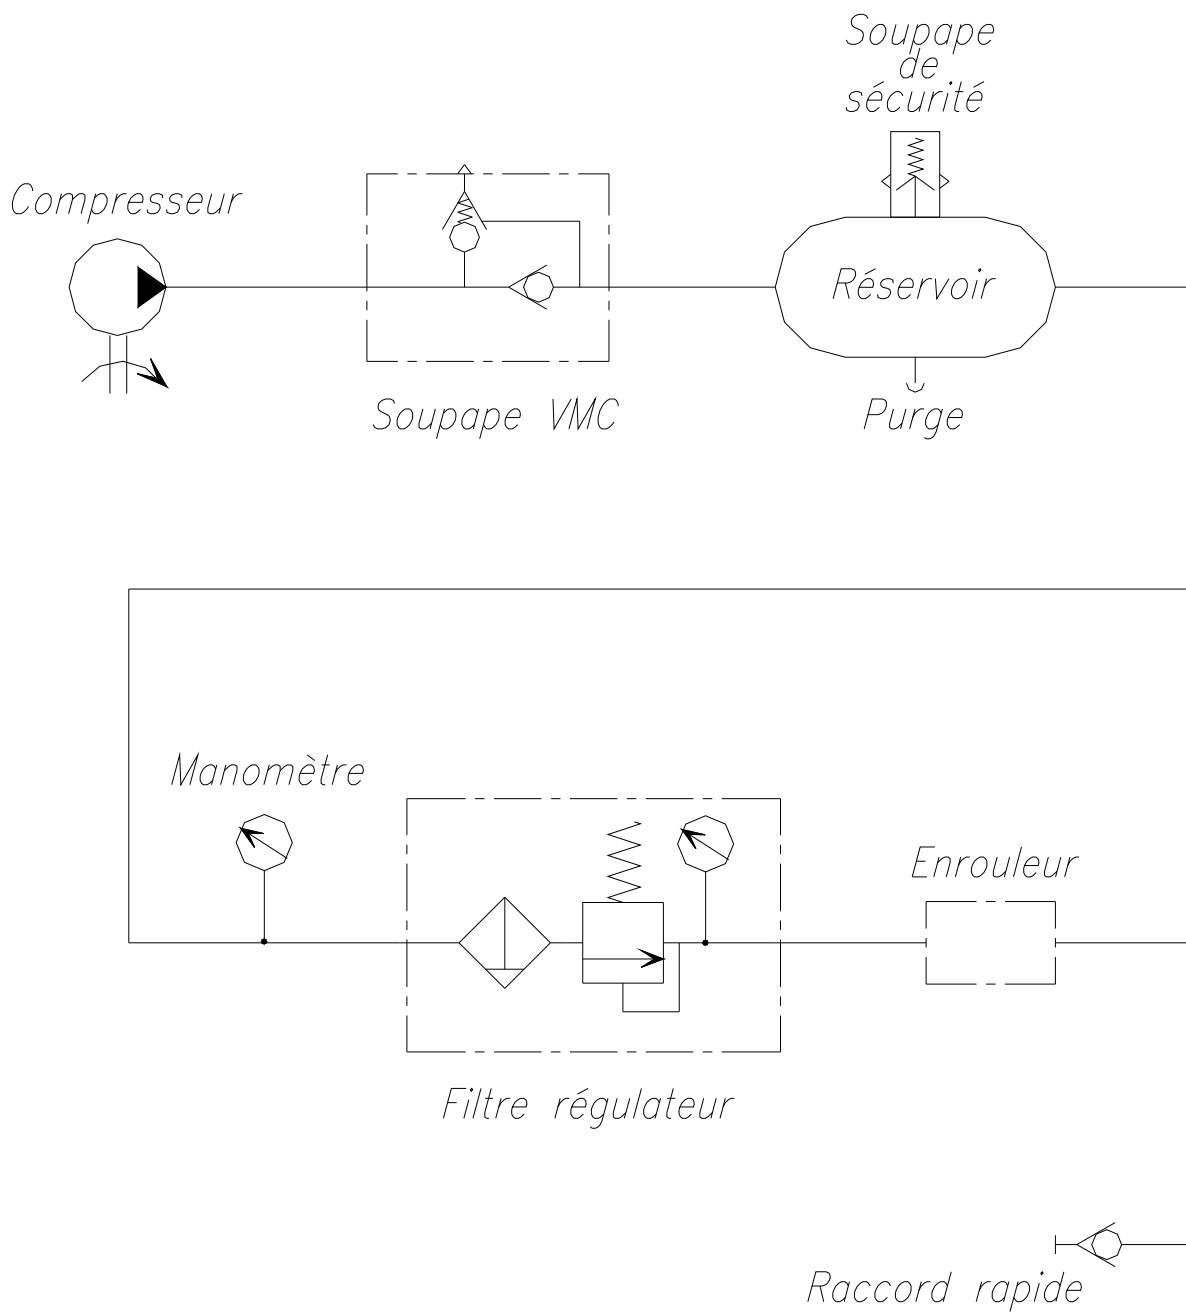 Soupape
de
sécurité
Compresseur
Réservoir
Soupape VMC
Purge
Manomètre
Enrouleur
Filtre régulateur
Raccord rapide